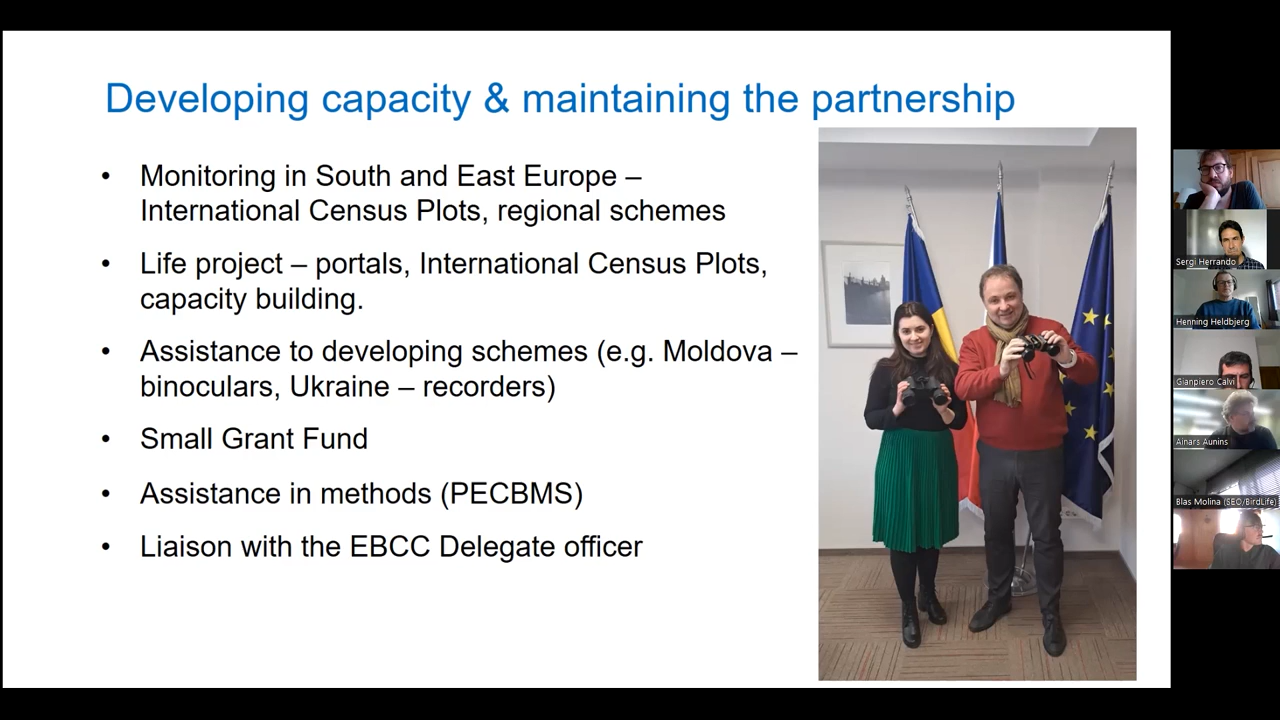 Developing capacity & maintaining the partnership
• Monitoring in South and East Europe –
International Census Plots, regional schemes
• Life project – portals, International Census Plots,
capacity building.
• Assistance to developing schemes (e.g. Moldova –
binoculars, Ukraine – recorders)
• Small Grant Fund
• Assistance in methods (PECBMS)
• Liaison with the EBCC Delegate officer
Sergi Herrando
Henning Heldbjerg
Gianpiero Calvi
Ainars Aunins
Blas Molina (SEO/BirdLife)